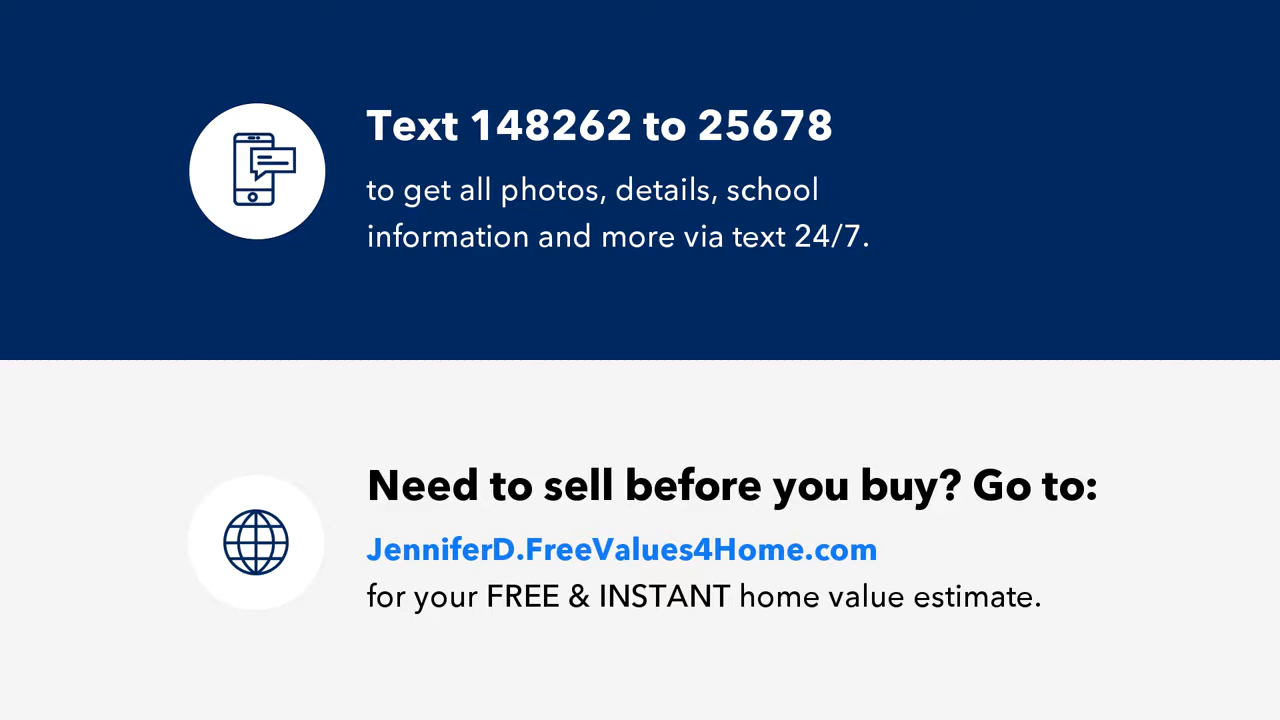 Text 148262 to 25678
to get all photos, details, school
information and more via text 24/7.
Need to sell before you buy? Go to:
JenniferD.FreeValues4Home.com
for your FREE & INSTANT home value estimate.